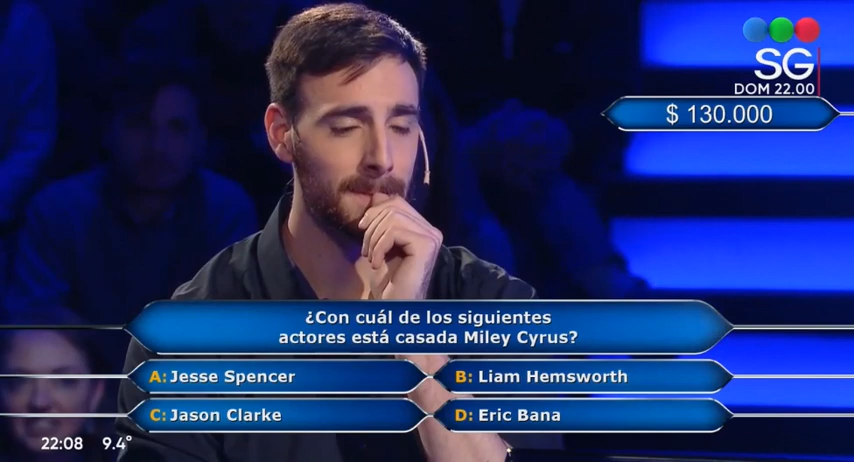 SG
DOM 22.00
$ 130.000
¿Con cuál de los siguientes
actores está casada Miley Cyrus?
A: Jesse Spencer
B: Liam Hemsworth
C: Jason Clarke
D: Eric Bana
22:08 9.4°